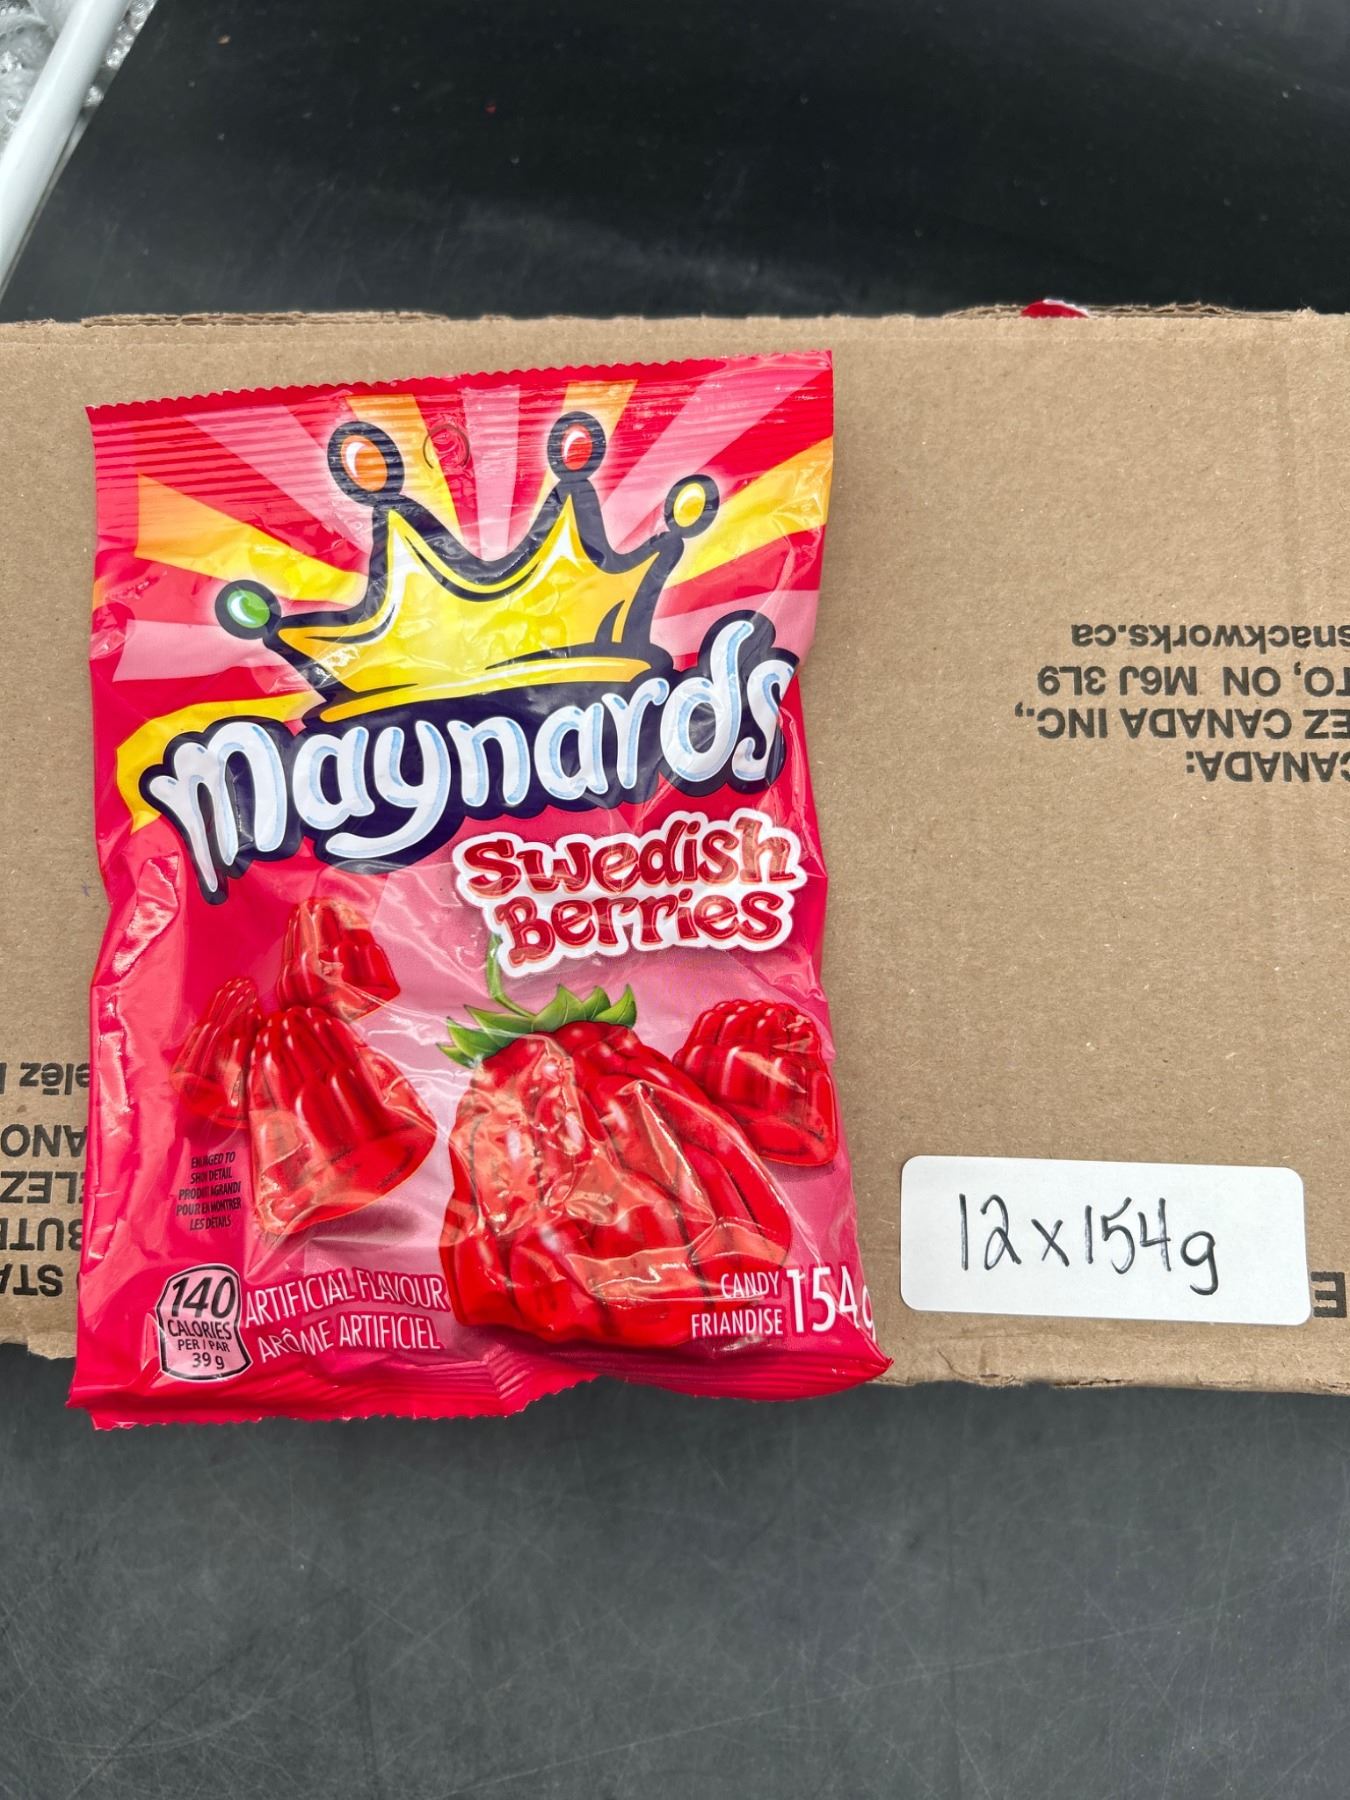 maynards
Swedish
Berries
ENLARGED TO
SHOW DETAIL
PRODUIT AGRANDI
POUR EN MONTRER
LES DÉTAILS
140
CALORIES
PER / PAR
39 g
ARTIFICIAL FLAVOUR
ARÔME ARTIFICIEL
CANDY
FRIANDISE
154g
12x154g
CANADA:
EZ CANADA INC.,
TO, ON M6J 3L9
snackworks.ca